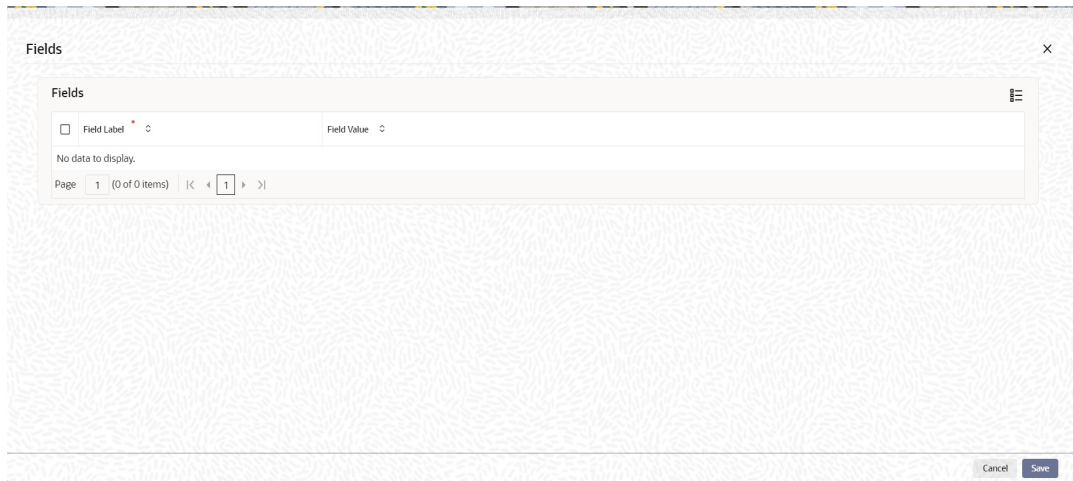 Fields
Fields
Field Label * Field Value
No data to display.
Page 1 (0 of 0 items) 1
Cancel Save